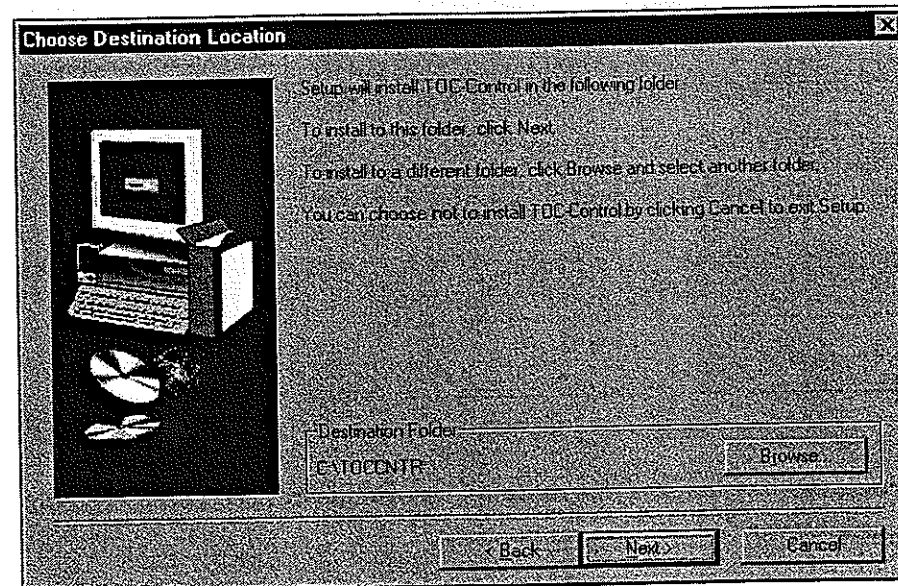 Choose Destination Location
Setup will install TOC-Control in the following folder.
To install to this folder, click Next.
To install to a different folder, click Browse and select another folder.
You can choose not to install TOC-Control by clicking Cancel to exit Setup.
Destination Folder
Browse...
< Back
Next >
Cancel